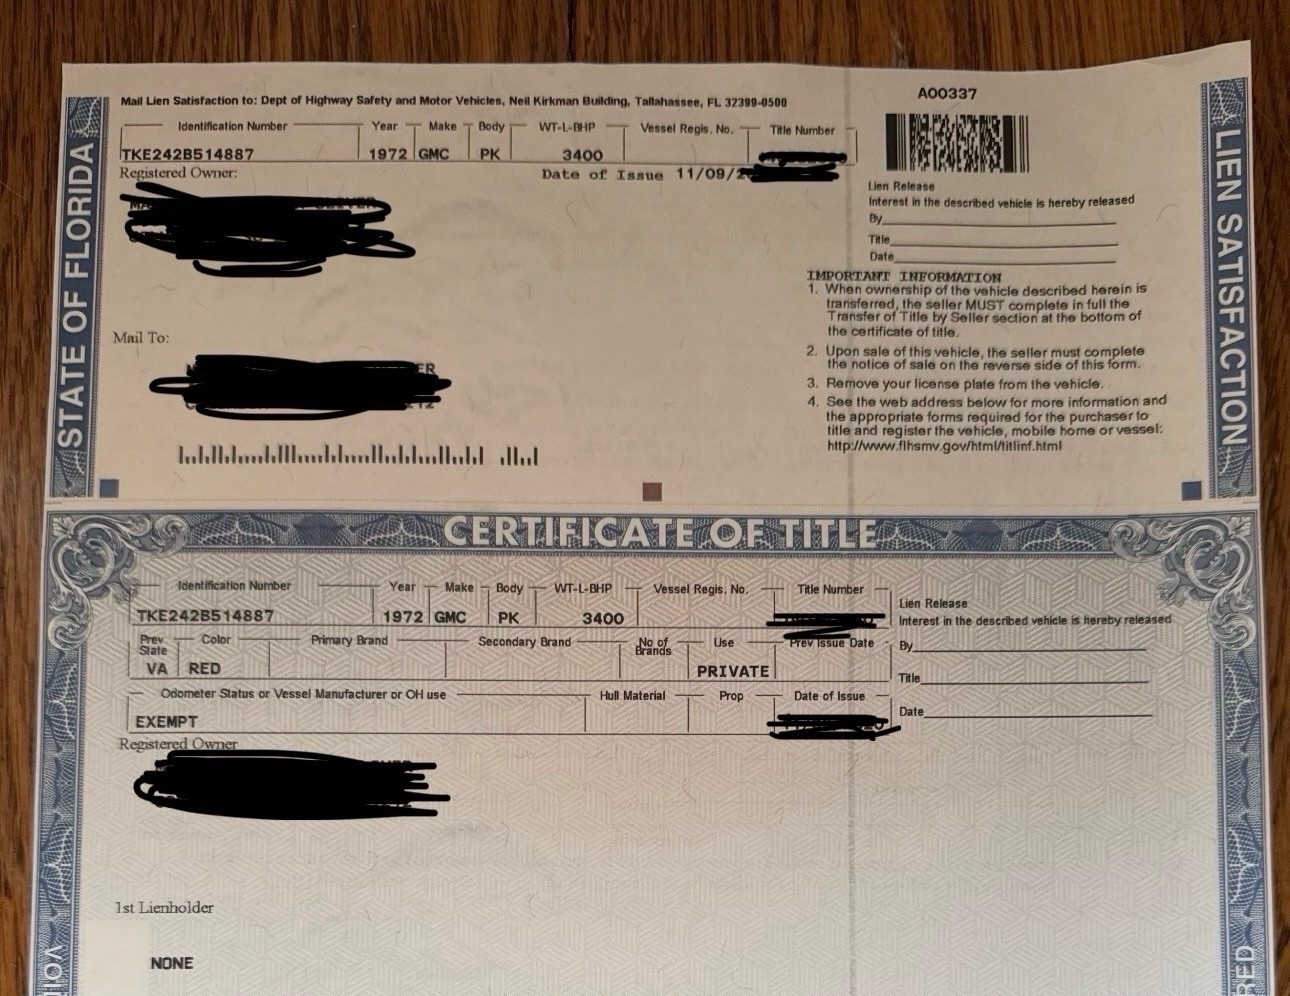 Mail Lien Satisfaction to: Dept of Highway Safety and Motor Vehicles, Neil Kirkman Building, Tallahassee, FL 32399-0500
A00337
Identification Number Year Make Body WT-L-BHP Vessel Regis. No. Title Number
TKE242B514887 1972 GMC PK 3400
Registered Owner:
Date of Issue 11/09/2
Mail To:
ER
Lien Release
Interest in the described vehicle is hereby released
By
Title
Date
IMPORTANT INFORMATION
1. When ownership of the vehicle described herein is
transferred, the seller MUST complete in full the
Transfer of Title by Seller section at the bottom of
the certificate of title.
2. Upon sale of this vehicle, the seller must complete
the notice of sale on the reverse side of this form.
3. Remove your license plate from the vehicle.
4. See the web address below for more information and
the appropriate forms required for the purchaser to
title and register the vehicle, mobile home or vessel:
http://www.flhsmv.gov/html/titlinf.html
STATE OF FLORIDA
LIEN SATISFACTION
CERTIFICATE OF TITLE
Identification Number Year Make Body WT-L-BHP Vessel Regis. No. Title Number
TKE242B514887 1972 GMC PK 3400
Prev State Color Primary Brand Secondary Brand No of Brands Use Prev Issue Date
VA RED PRIVATE
Odometer Status or Vessel Manufacturer or OH use Hull Material Prop Date of Issue
EXEMPT
Lien Release
Interest in the described vehicle is hereby released
By
Title
Date
Registered Owner
1st Lienholder
NONE